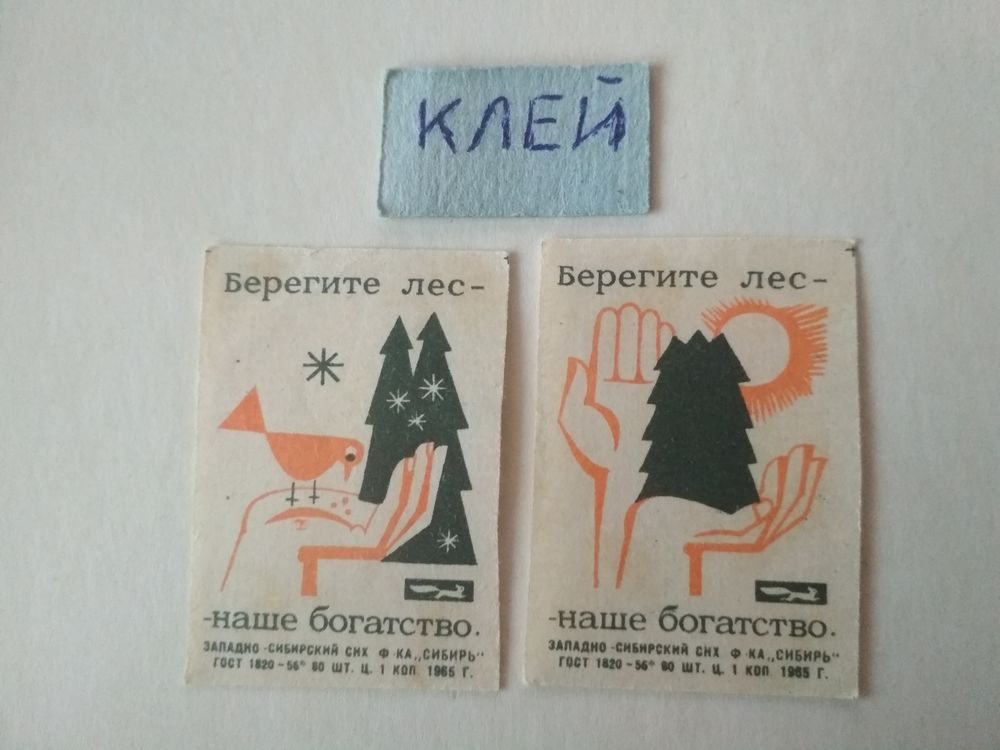 КЛЕЙ
Берегите лес-
-наше богатство.
ЗАПАДНО-СИБИРСКИЙ СНХ Ф-КА „СИБИРЬ"
ГОСТ 1820-56* 60 ШТ. Ц. 1 КОП. 1965 Г.
Берегите лес-
-наше богатство.
ЗАПАДНО-СИБИРСКИЙ СНХ Ф-КА „СИБИРЬ"
ГОСТ 1820-56* 60 ШТ. Ц. 1 КОП. 1965 Г.